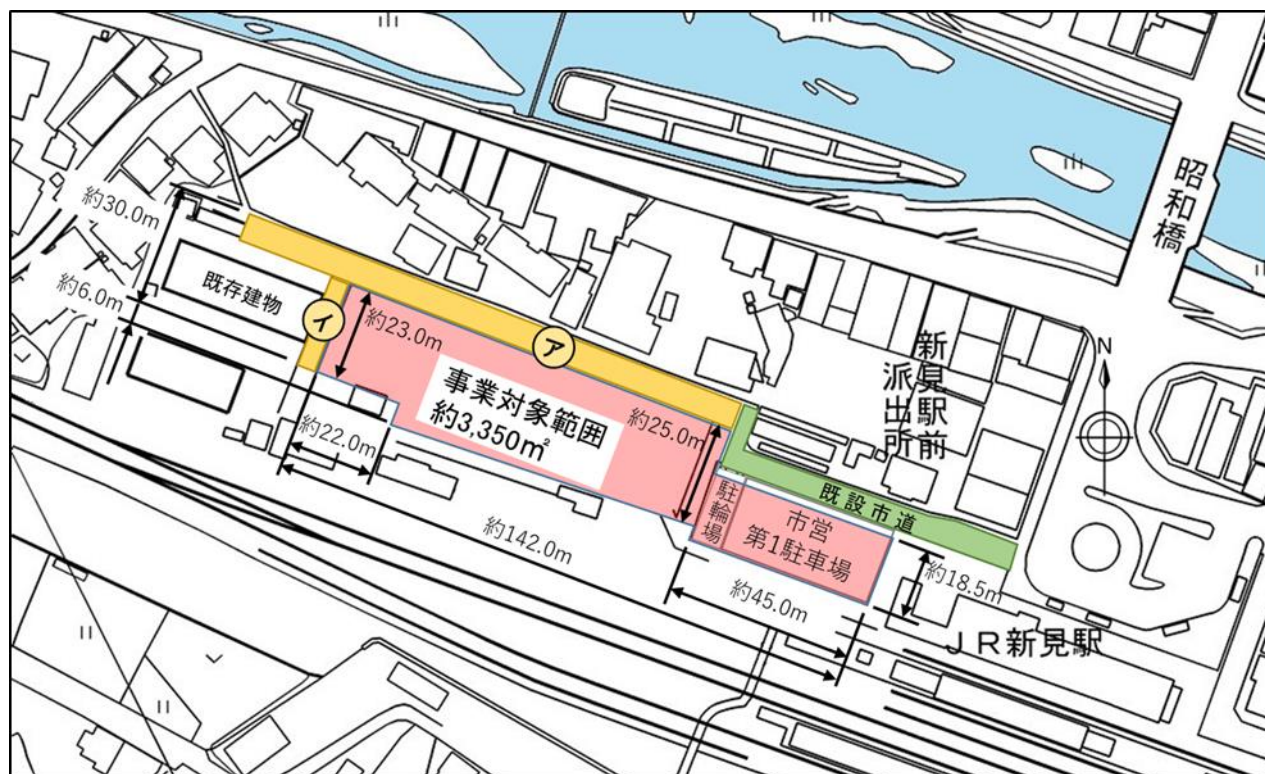 昭和橋
約30.0m
既存建物
約6.0m
イ
約23.0m
ア
事業対象範囲
約3,350㎡
約25.0m
新見駅前
派出所
N
約22.0m
駐輪場
既設市道
市営
第1駐車場
約142.0m
約18.5m
約45.0m
JR新見駅